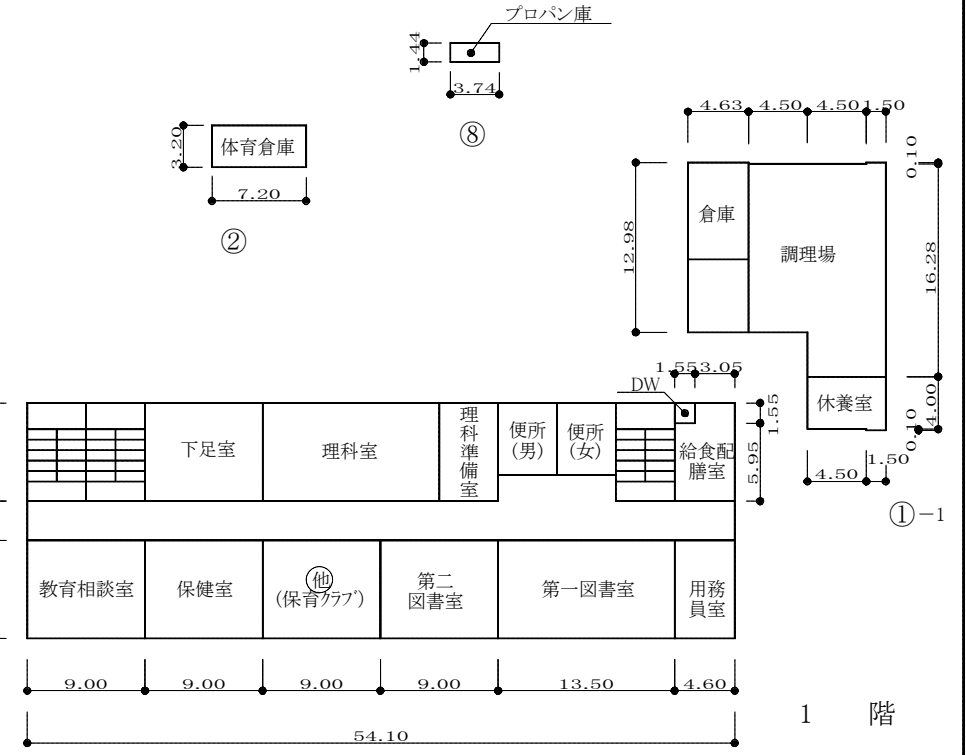 プロパン庫
1.44
3.74
⑧
3.20
体育倉庫
7.20
②
4.63
4.50
4.50
1.50
0.10
12.98
倉庫
調理場
16.28
休養室
4.00
0.10
4.50
1.50
①-1
1.55
3.05
DW
1.55
5.95
下足室
理科室
理科準備室
便所
(男)
便所
(女)
給食配
膳室
教育相談室
保健室
他
(保育クラブ)
第二
図書室
第一図書室
用務
員室
9.00
9.00
9.00
9.00
13.50
4.60
54.10
1 階